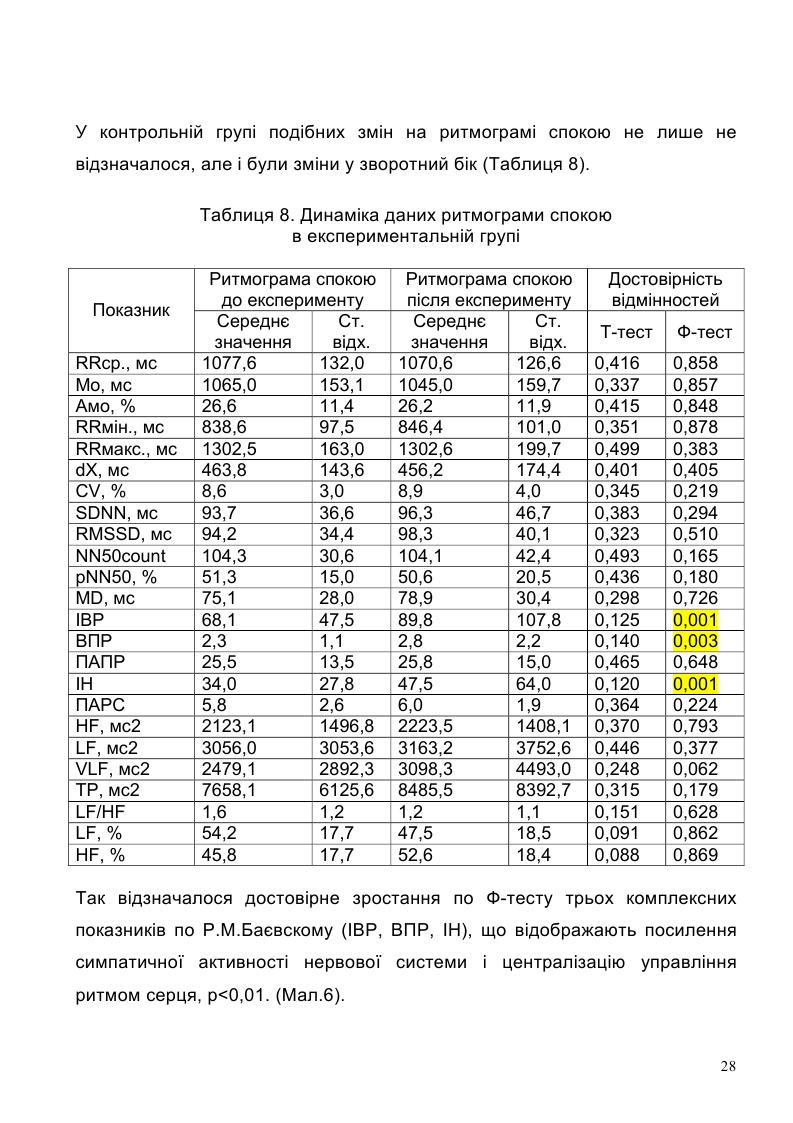 У контрольній групі подібних змін на ритмограмі спокою не лише не
відзначалося, але і були зміни у зворотний бік (Таблиця 8).
Таблиця 8. Динаміка даних ритмограми спокою
в експериментальній групі
Показник Ритмограма спокою до експерименту Ритмограма спокою після експерименту Достовірність відмінностей
Середнє значення Ст. відх. Середнє значення Ст. відх. Т-тест Ф-тест
RRср., мс 1077,6 132,0 1070,6 126,6 0,416 0,858
Мо, мс 1065,0 153,1 1045,0 159,7 0,337 0,857
Амо, % 26,6 11,4 26,2 11,9 0,415 0,848
RRмін., мс 838,6 97,5 846,4 101,0 0,351 0,878
RRмакс., мс 1302,5 163,0 1302,6 199,7 0,499 0,383
dX, мс 463,8 143,6 456,2 174,4 0,401 0,405
CV, % 8,6 3,0 8,9 4,0 0,345 0,219
SDNN, мс 93,7 36,6 96,3 46,7 0,383 0,294
RMSSD, мс 94,2 34,4 98,3 40,1 0,323 0,510
NN50count 104,3 30,6 104,1 42,4 0,493 0,165
pNN50, % 51,3 15,0 50,6 20,5 0,436 0,180
MD, мс 75,1 28,0 78,9 30,4 0,298 0,726
ІВР 68,1 47,5 89,8 107,8 0,125 0,001
ВПР 2,3 1,1 2,8 2,2 0,140 0,003
ПАПР 25,5 13,5 25,8 15,0 0,465 0,648
ІН 34,0 27,8 47,5 64,0 0,120 0,001
ПАРС 5,8 2,6 6,0 1,9 0,364 0,224
HF, мс2 2123,1 1496,8 2223,5 1408,1 0,370 0,793
LF, мс2 3056,0 3053,6 3163,2 3752,6 0,446 0,377
VLF, мс2 2479,1 2892,3 3098,3 4493,0 0,248 0,062
TP, мс2 7658,1 6125,6 8485,5 8392,7 0,315 0,179
LF/HF 1,6 1,2 1,2 1,1 0,151 0,628
LF, % 54,2 17,7 47,5 18,5 0,091 0,862
HF, % 45,8 17,7 52,6 18,4 0,088 0,869
Так відзначалося достовірне зростання по Ф-тесту трьох комплексних
показників по Р.М.Баєвскому (ІВР, ВПР, ІН), що відображають посилення
симпатичної активності нервової системи і централізацію управління
ритмом серця, р<0,01. (Мал.6).
28